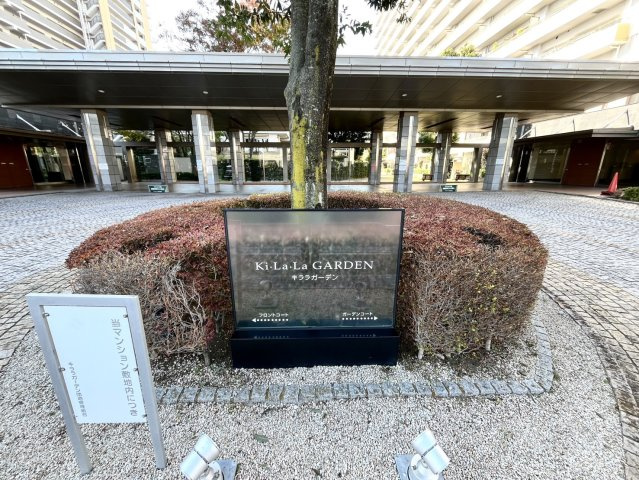 Ki·La·La GARDEN
キララガーデン
フロントコート
ガーデンコート
当マンション敷地内につき